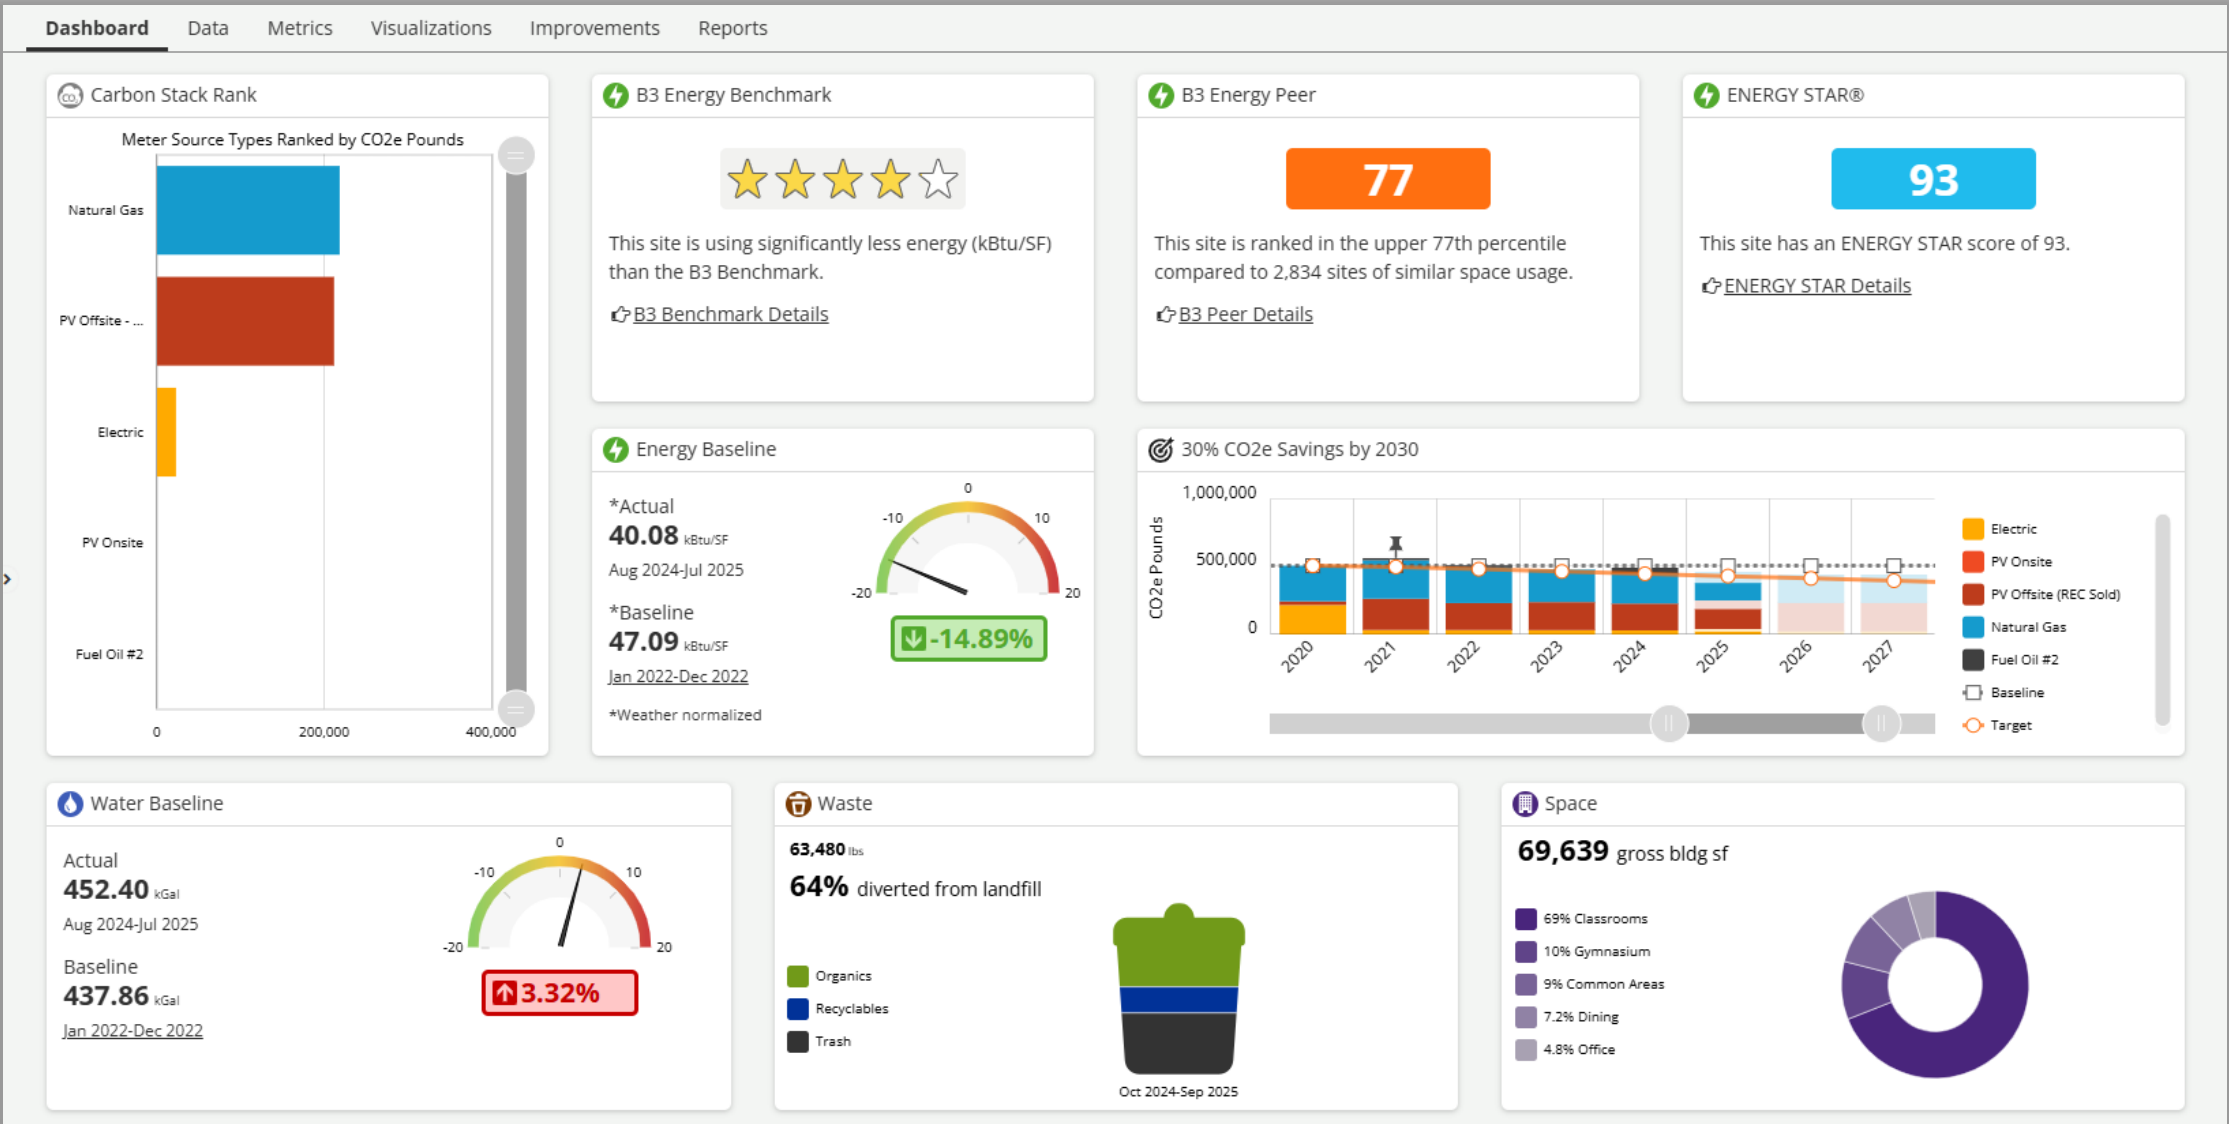 Dashboard Data Metrics Visualizations Improvements Reports
Carbon Stack Rank
Meter Source Types Ranked by CO2e Pounds
Natural Gas
PV Offsite - ...
Electric
PV Onsite
Fuel Oil #2
0 200,000 400,000
B3 Energy Benchmark
This site is using significantly less energy (kBtu/SF)
than the B3 Benchmark.
B3 Benchmark Details
B3 Energy Peer
77
This site is ranked in the upper 77th percentile
compared to 2,834 sites of similar space usage.
B3 Peer Details
ENERGY STAR®
93
This site has an ENERGY STAR score of 93.
ENERGY STAR Details
Energy Baseline
*Actual
40.08 kBtu/SF
Aug 2024-Jul 2025
*Baseline
47.09 kBtu/SF
Jan 2022-Dec 2022
*Weather normalized
0
-10 10
-20 20
-14.89%
30% CO2e Savings by 2030
CO2e Pounds
1,000,000
500,000
0
2020 2021 2022 2023 2024 2025 2026 2027
Electric
PV Onsite
PV Offsite (REC Sold)
Natural Gas
Fuel Oil #2
Baseline
Target
Water Baseline
Actual
452.40 kGal
Aug 2024-Jul 2025
Baseline
437.86 kGal
Jan 2022-Dec 2022
0
-10 10
-20 20
3.32%
Waste
63,480 lbs
64% diverted from landfill
Organics
Recyclables
Trash
Oct 2024-Sep 2025
Space
69,639 gross bldg sf
69% Classrooms
10% Gymnasium
9% Common Areas
7.2% Dining
4.8% Office